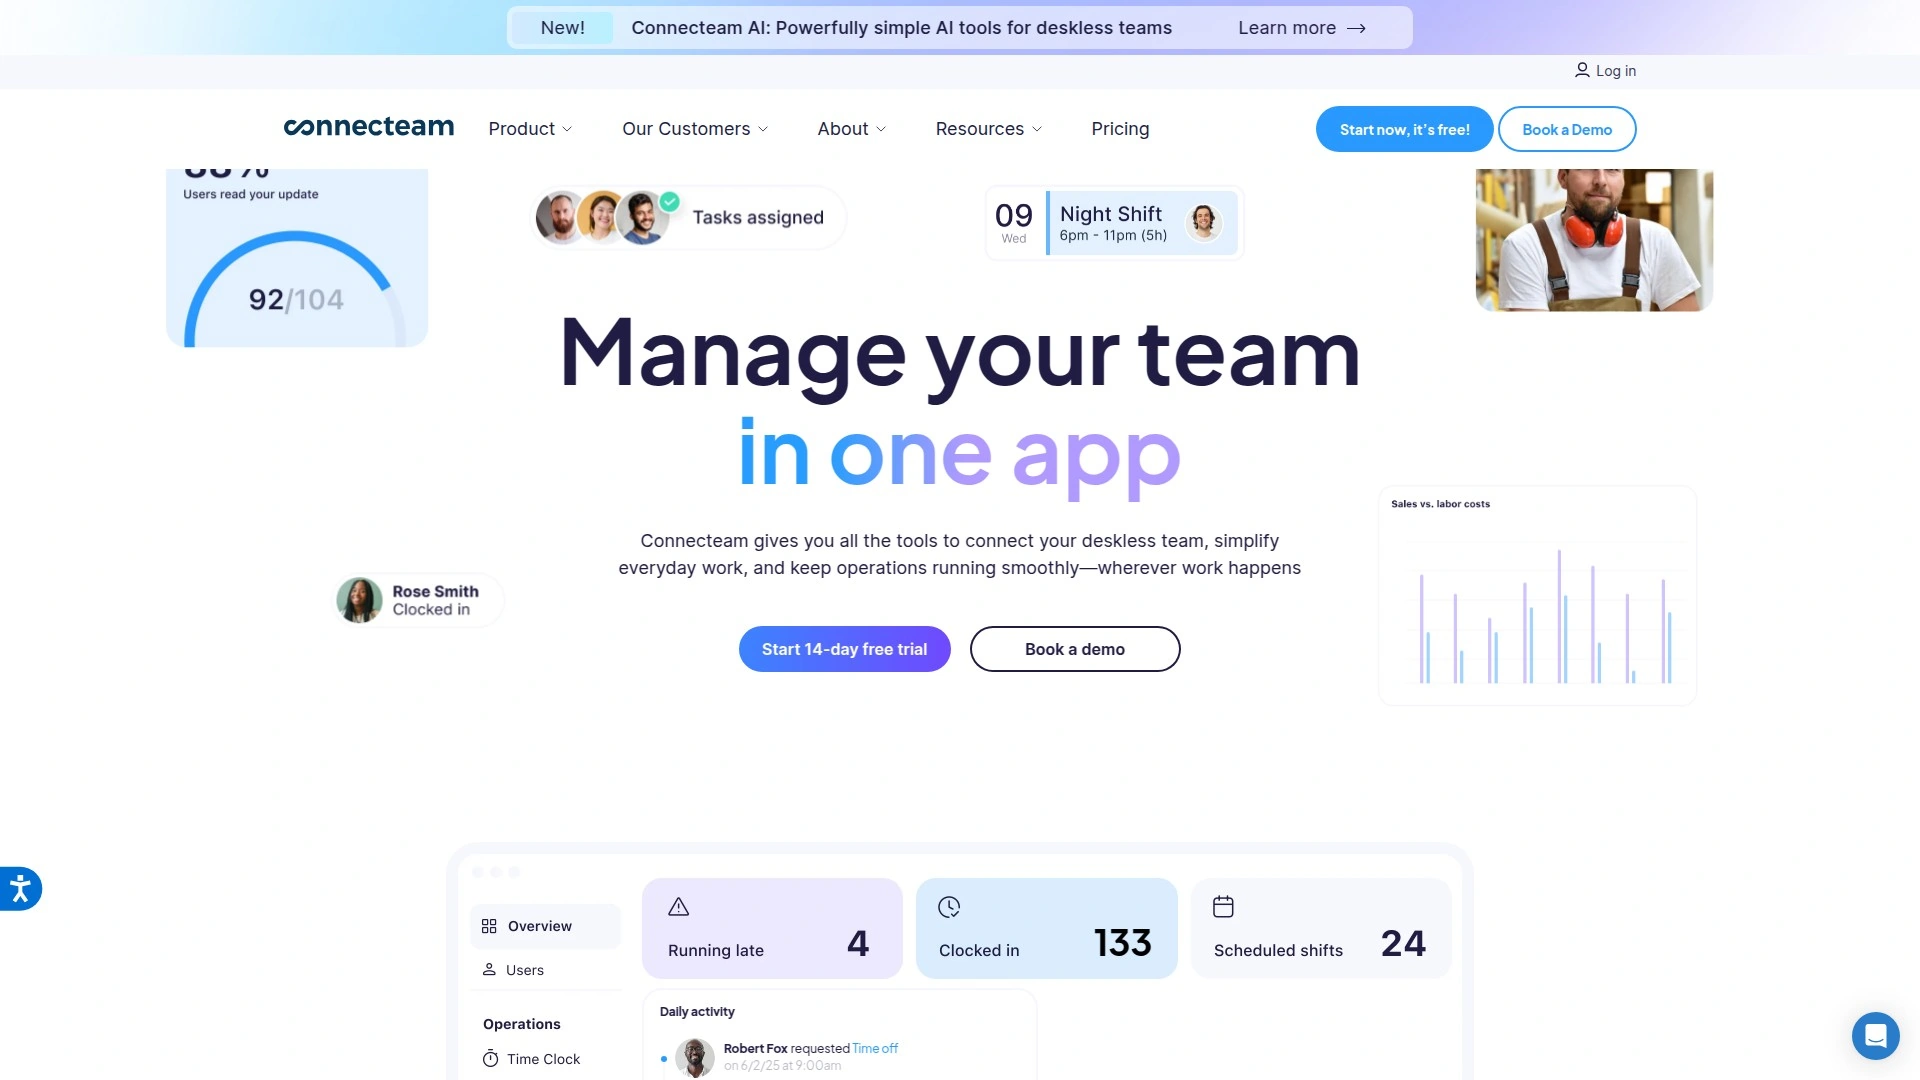 New!
Connecteam AI: Powerfully simple AI tools for deskless teams
Learn more
Log in
connecteam
Product
Our Customers
About
Resources
Pricing
Start now, it's free!
Book a Demo
Users read your update
92/104
Tasks assigned
09
Wed
Night Shift
6pm - 11pm (5h)
Manage your team
in one app
Connecteam gives you all the tools to connect your deskless team, simplify
everyday work, and keep operations running smoothly—wherever work happens
Rose Smith
Clocked in
Start 14-day free trial
Book a demo
Sales vs. labor costs
Overview
Users
Operations
Time Clock
Running late
4
Clocked in
133
Scheduled shifts
24
Daily activity
Robert Fox requested Time off
on 6/2/25 at 9:00am